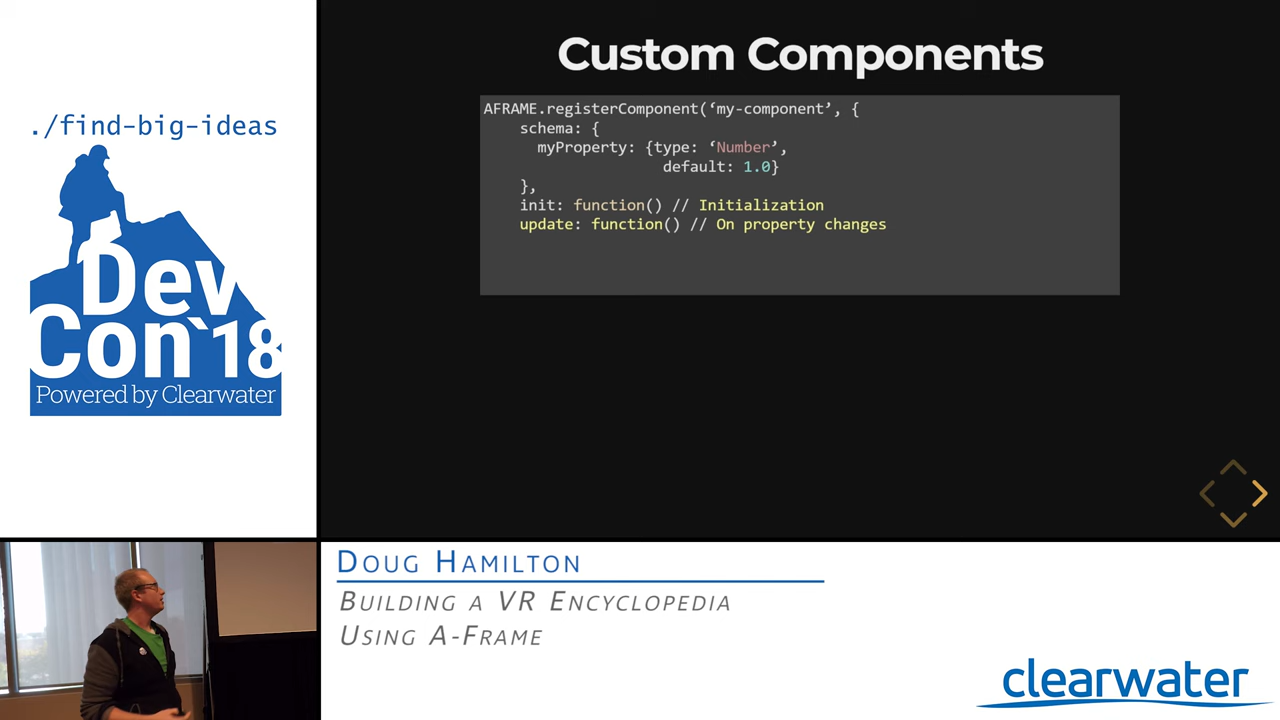 ./find-big-ideas
Dev
Con`18
Powered by Clearwater
Custom Components
AFRAME.registerComponent(‘my-component’, {
schema: {
myProperty: {type: ‘Number’,
default: 1.0}
},
init: function() // Initialization
update: function() // On property changes
Doug Hamilton
Building a VR Encyclopedia
Using A-Frame
clearwater